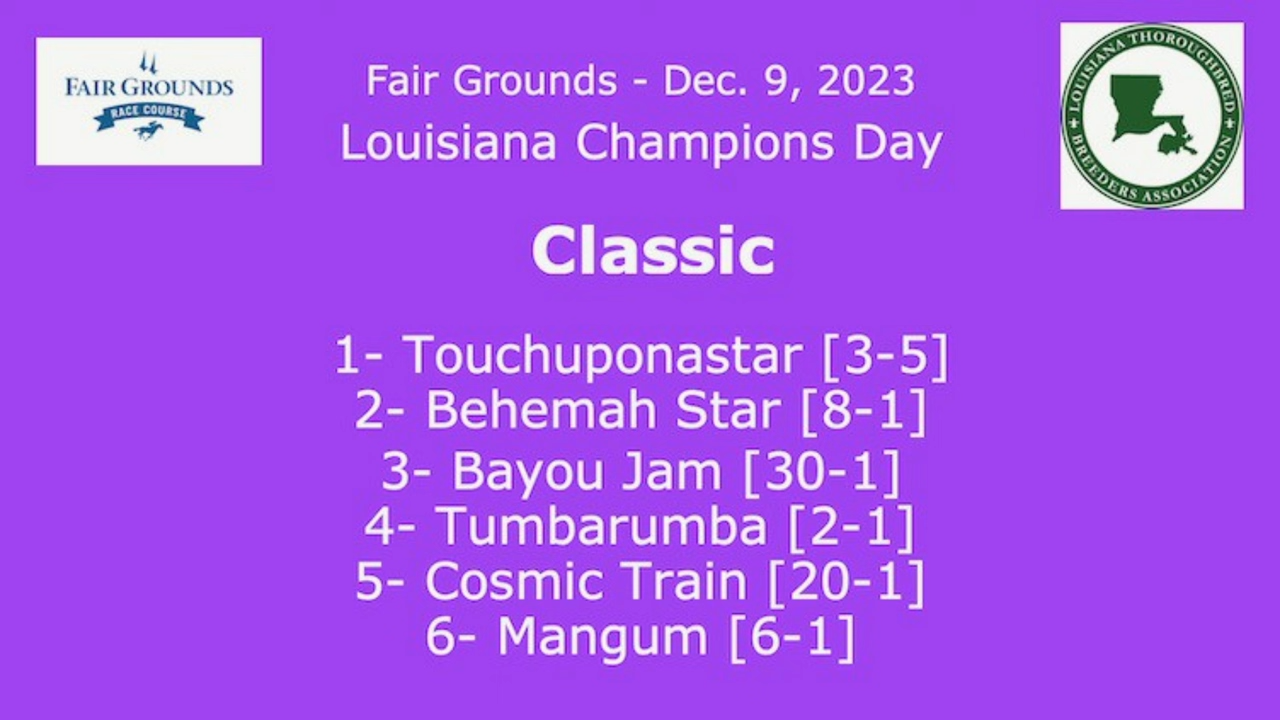 FAIR GROUNDS
RACE COURSE
Fair Grounds - Dec. 9, 2023
Louisiana Champions Day
LOUISIANA THOROUGHBRED
BREEDERS ASSOCIATION
Classic
1- Touchuponastar [3-5]
2- Behemah Star [8-1]
3- Bayou Jam [30-1]
4- Tumbarumba [2-1]
5- Cosmic Train [20-1]
6- Mangum [6-1]